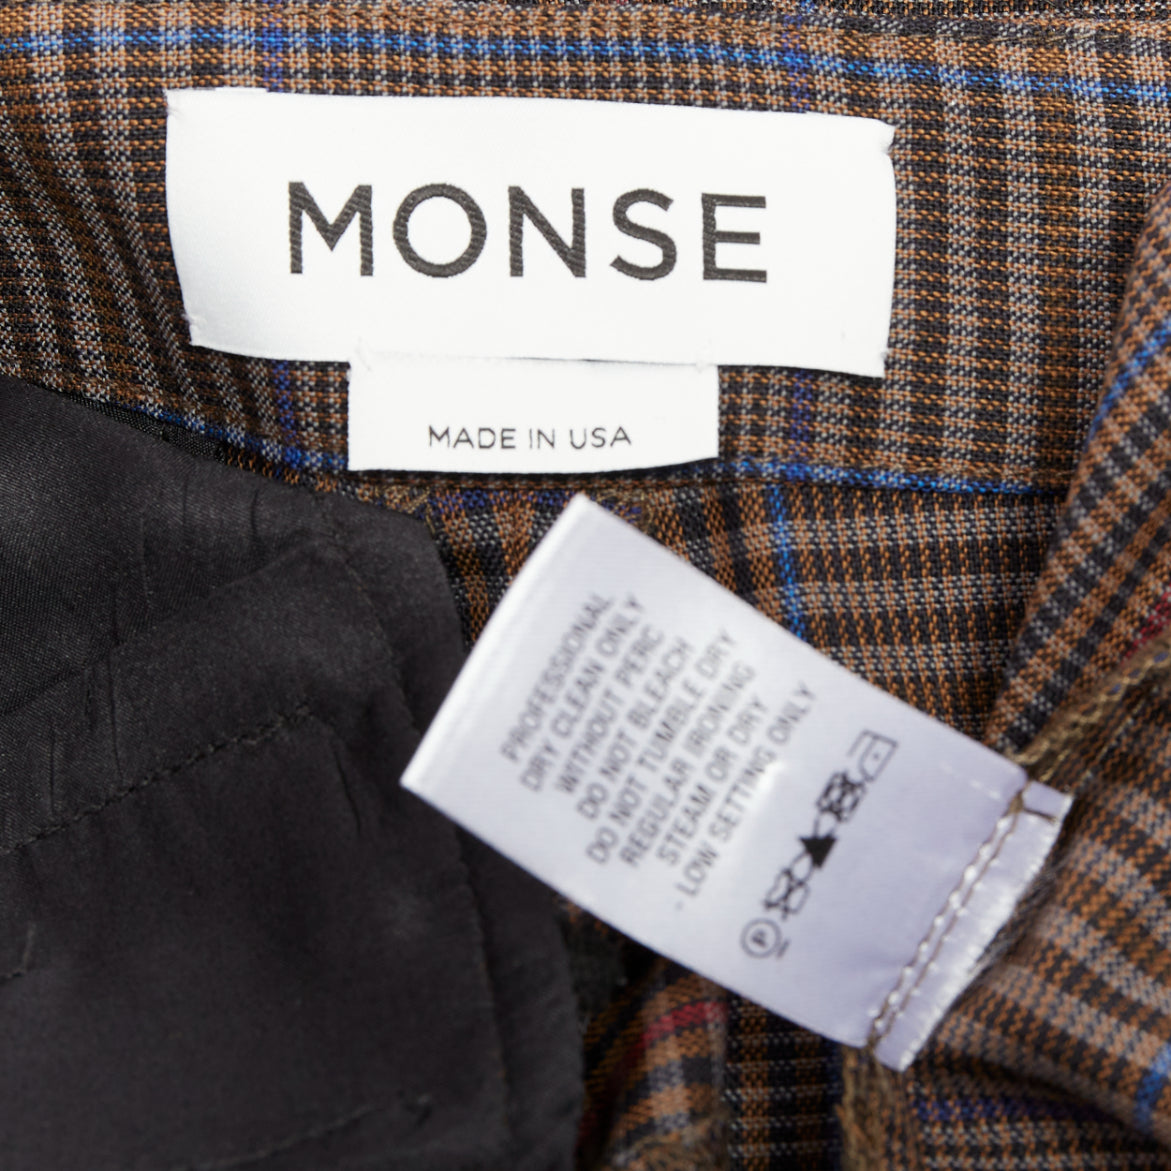 MONSE
MADE IN USA
PROFESSIONAL
DRY CLEAN ONLY
WITHOUT PERC
DO NOT BLEACH
DO NOT TUMBLE DRY
REGULAR IRONING
STEAM OR DRY
- LOW SETTING ONLY
P